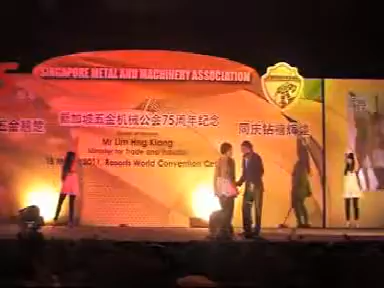 SINGAPORE METAL AND MACHINERY ASSOCIATION
新加坡五金机械公会75周年纪念
同庆钻禧辉煌
Mr Lim Hng Kiang
Minister for Trade and Industry
2011, Resorts World Convention